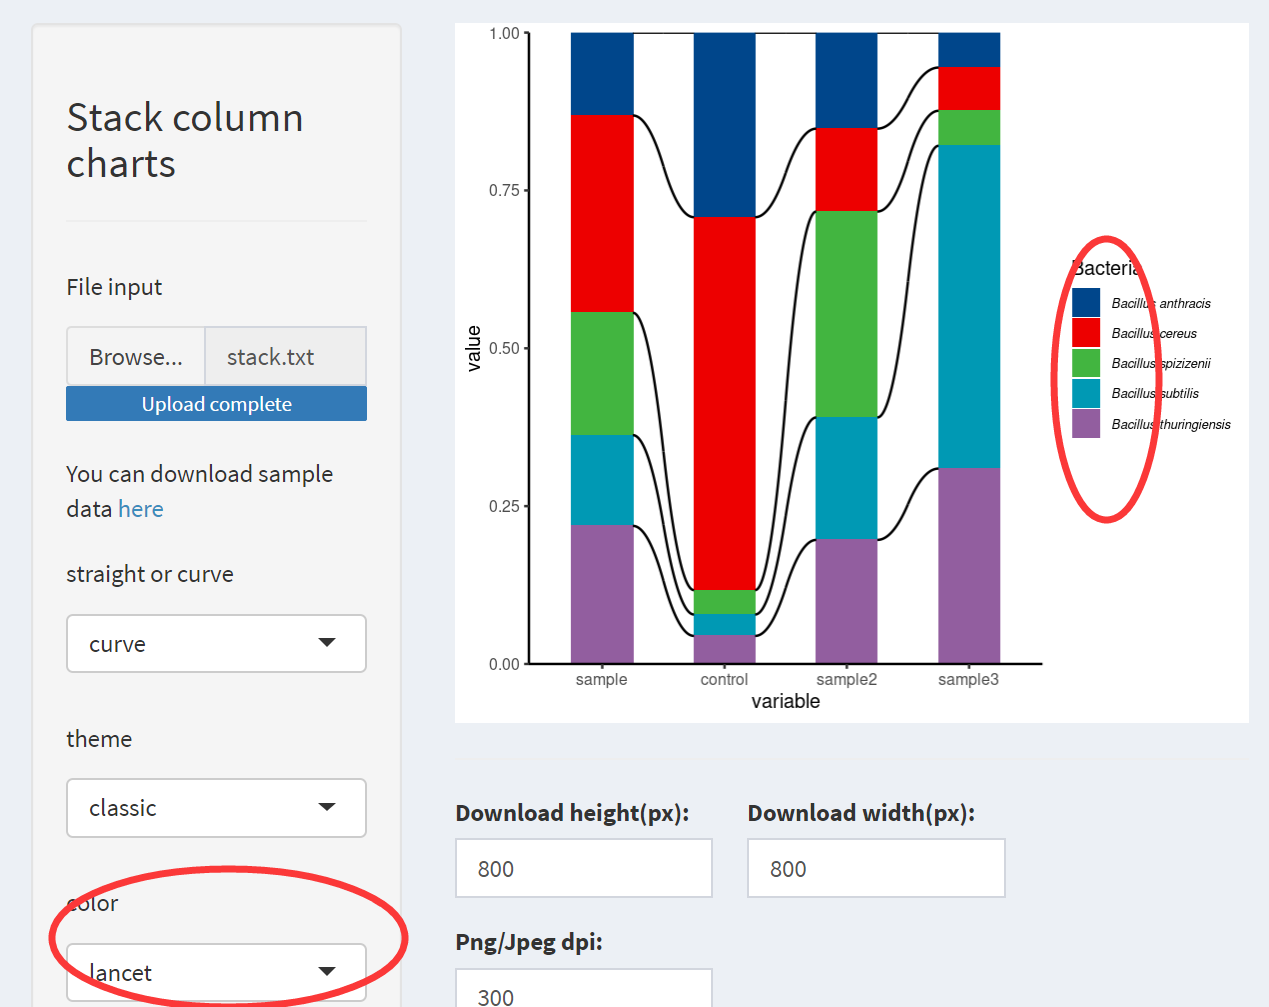 Stack column
charts
File input
Browse...
stack.txt
Upload complete
You can download sample
data here
straight or curve
curve
theme
classic
color
lancet
1.00
0.75
0.50
0.25
0.00
value
sample
control
sample2
sample3
variable
Bacteria
Bacillus anthracis
Bacillus cereus
Bacillus spizizenii
Bacillus subtilis
Bacillus thuringiensis
Download height(px):
Download width(px):
800
800
Png/Jpeg dpi:
300